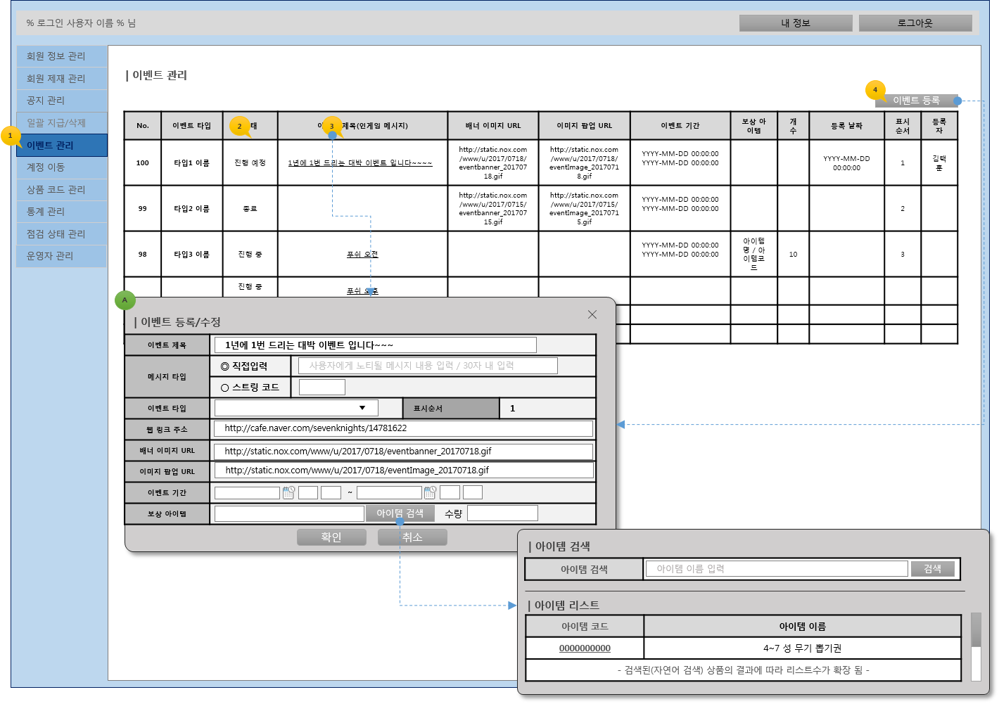 % 로그인 사용자 이름 % 님
내 정보
로그아웃
회원 정보 관리
회원 제재 관리
공지 관리
일괄 지급/삭제
1
이벤트 관리
계정 이동
상품 코드 관리
통계 관리
점검 상태 관리
운영자 관리
| 이벤트 관리
4
이벤트 등록
No.
이벤트 타입
2
태
3
제목(인게임 메시지)
배너 이미지 URL
이미지 팝업 URL
이벤트 기간
보상 아
이템
개
수
등록 날짜
표시
순서
등록
자
100
타입1 이름
진행 예정
1년에 1번 드리는 대박 이벤트 입니다~~~~
http://static.nox.com
/www/u/2017/0718/
eventbanner_201707
18.gif
http://static.nox.com
/www/u/2017/0718/
eventImage_2017071
8.gif
YYYY-MM-DD 00:00:00
YYYY-MM-DD 00:00:00
YYYY-MM-DD
00:00:00
1
김택
훈
99
타입2 이름
종료
http://static.nox.com
/www/u/2017/0715/
eventbanner_201707
15.gif
http://static.nox.com
/www/u/2017/0715/
eventImage_2017071
5.gif
YYYY-MM-DD 00:00:00
YYYY-MM-DD 00:00:00
2
98
타입3 이름
진행 중
푸쉬 오전
YYYY-MM-DD 00:00:00
YYYY-MM-DD 00:00:00
아이템
명 / 아
이템코
드
10
3
진행 중
푸쉬 오후
A
| 이벤트 등록/수정
이벤트 제목
1년에 1번 드리는 대박 이벤트 입니다~~~
메시지 타입
◎ 직접입력
사용자에게 노티될 메시지 내용 입력 / 30자 내 입력
○ 스트링 코드
이벤트 타입
▼
표시순서
1
웹 링크 주소
http://cafe.naver.com/sevenknights/14781622
배너 이미지 URL
http://static.nox.com/www/u/2017/0718/eventbanner_20170718.gif
이미지 팝업 URL
http://static.nox.com/www/u/2017/0718/eventImage_20170718.gif
이벤트 기간
~
보상 아이템
아이템 검색
수량
확인
취소
| 아이템 검색
아이템 검색
아이템 이름 입력
검색
| 아이템 리스트
아이템 코드
아이템 이름
0000000000
4~7 성 무기 뽑기권
- 검색된(자연어 검색) 상품의 결과에 따라 리스트수가 확장 됨 -